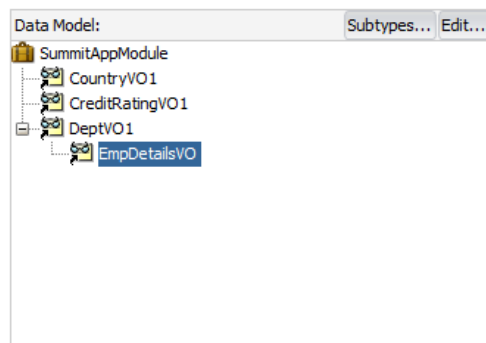 Data Model: Subtypes... Edit...
SummitAppModule
CountryVO1
CreditRatingVO1
DeptVO1
EmpDetailsVO